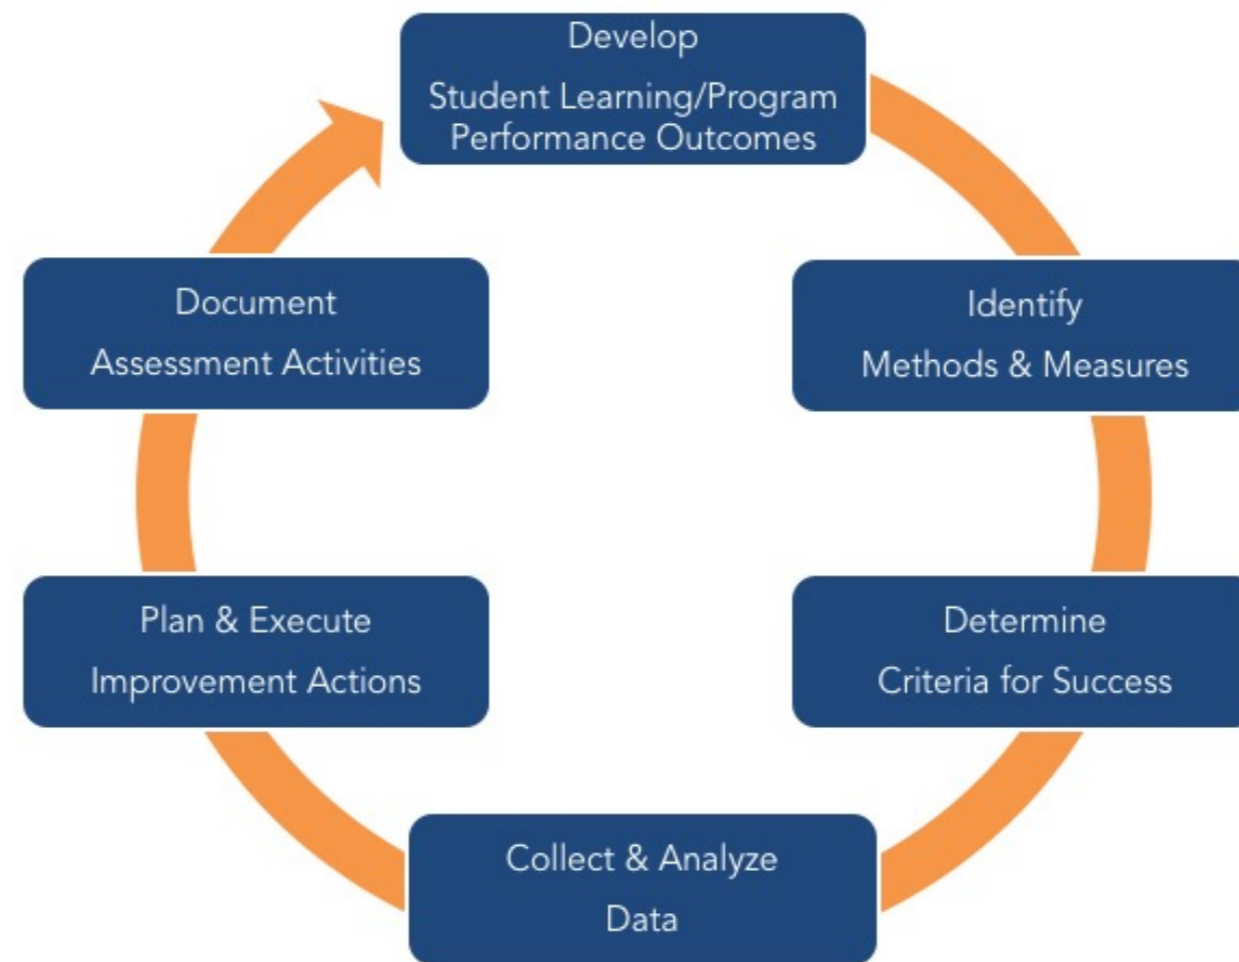 Develop
Student Learning/Program
Performance Outcomes
Identify
Methods & Measures
Determine
Criteria for Success
Collect & Analyze
Data
Plan & Execute
Improvement Actions
Document
Assessment Activities